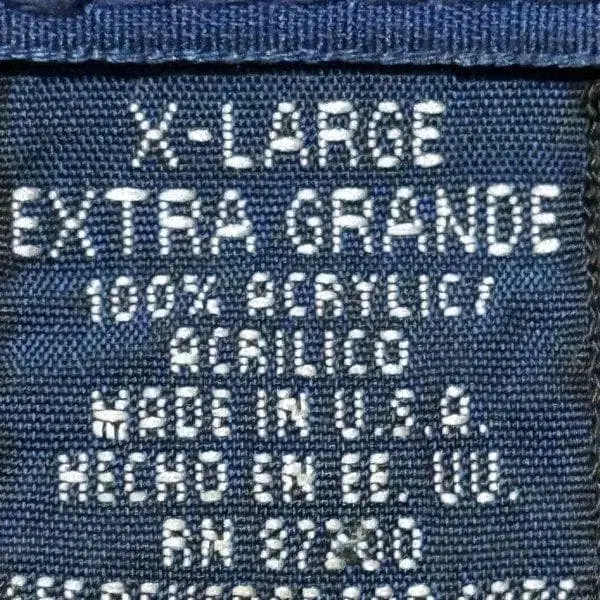 X-LARGE
EXTRA GRANDE
100% ACRYLIC/
ACRILICO
MADE IN U.S.A.
HECHO EN EE. UU.
RN